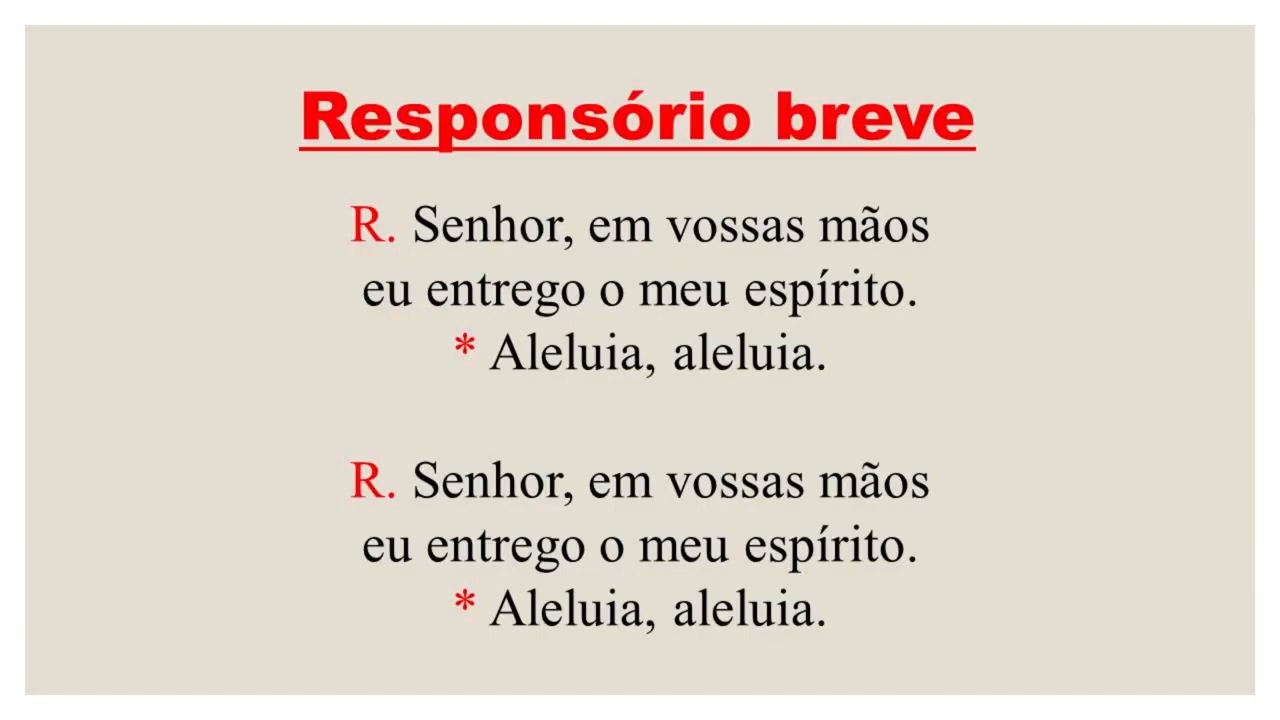 Responsório breve
R. Senhor, em vossas mãos
eu entrego o meu espírito.
* Aleluia, aleluia.
R. Senhor, em vossas mãos
eu entrego o meu espírito.
* Aleluia, aleluia.